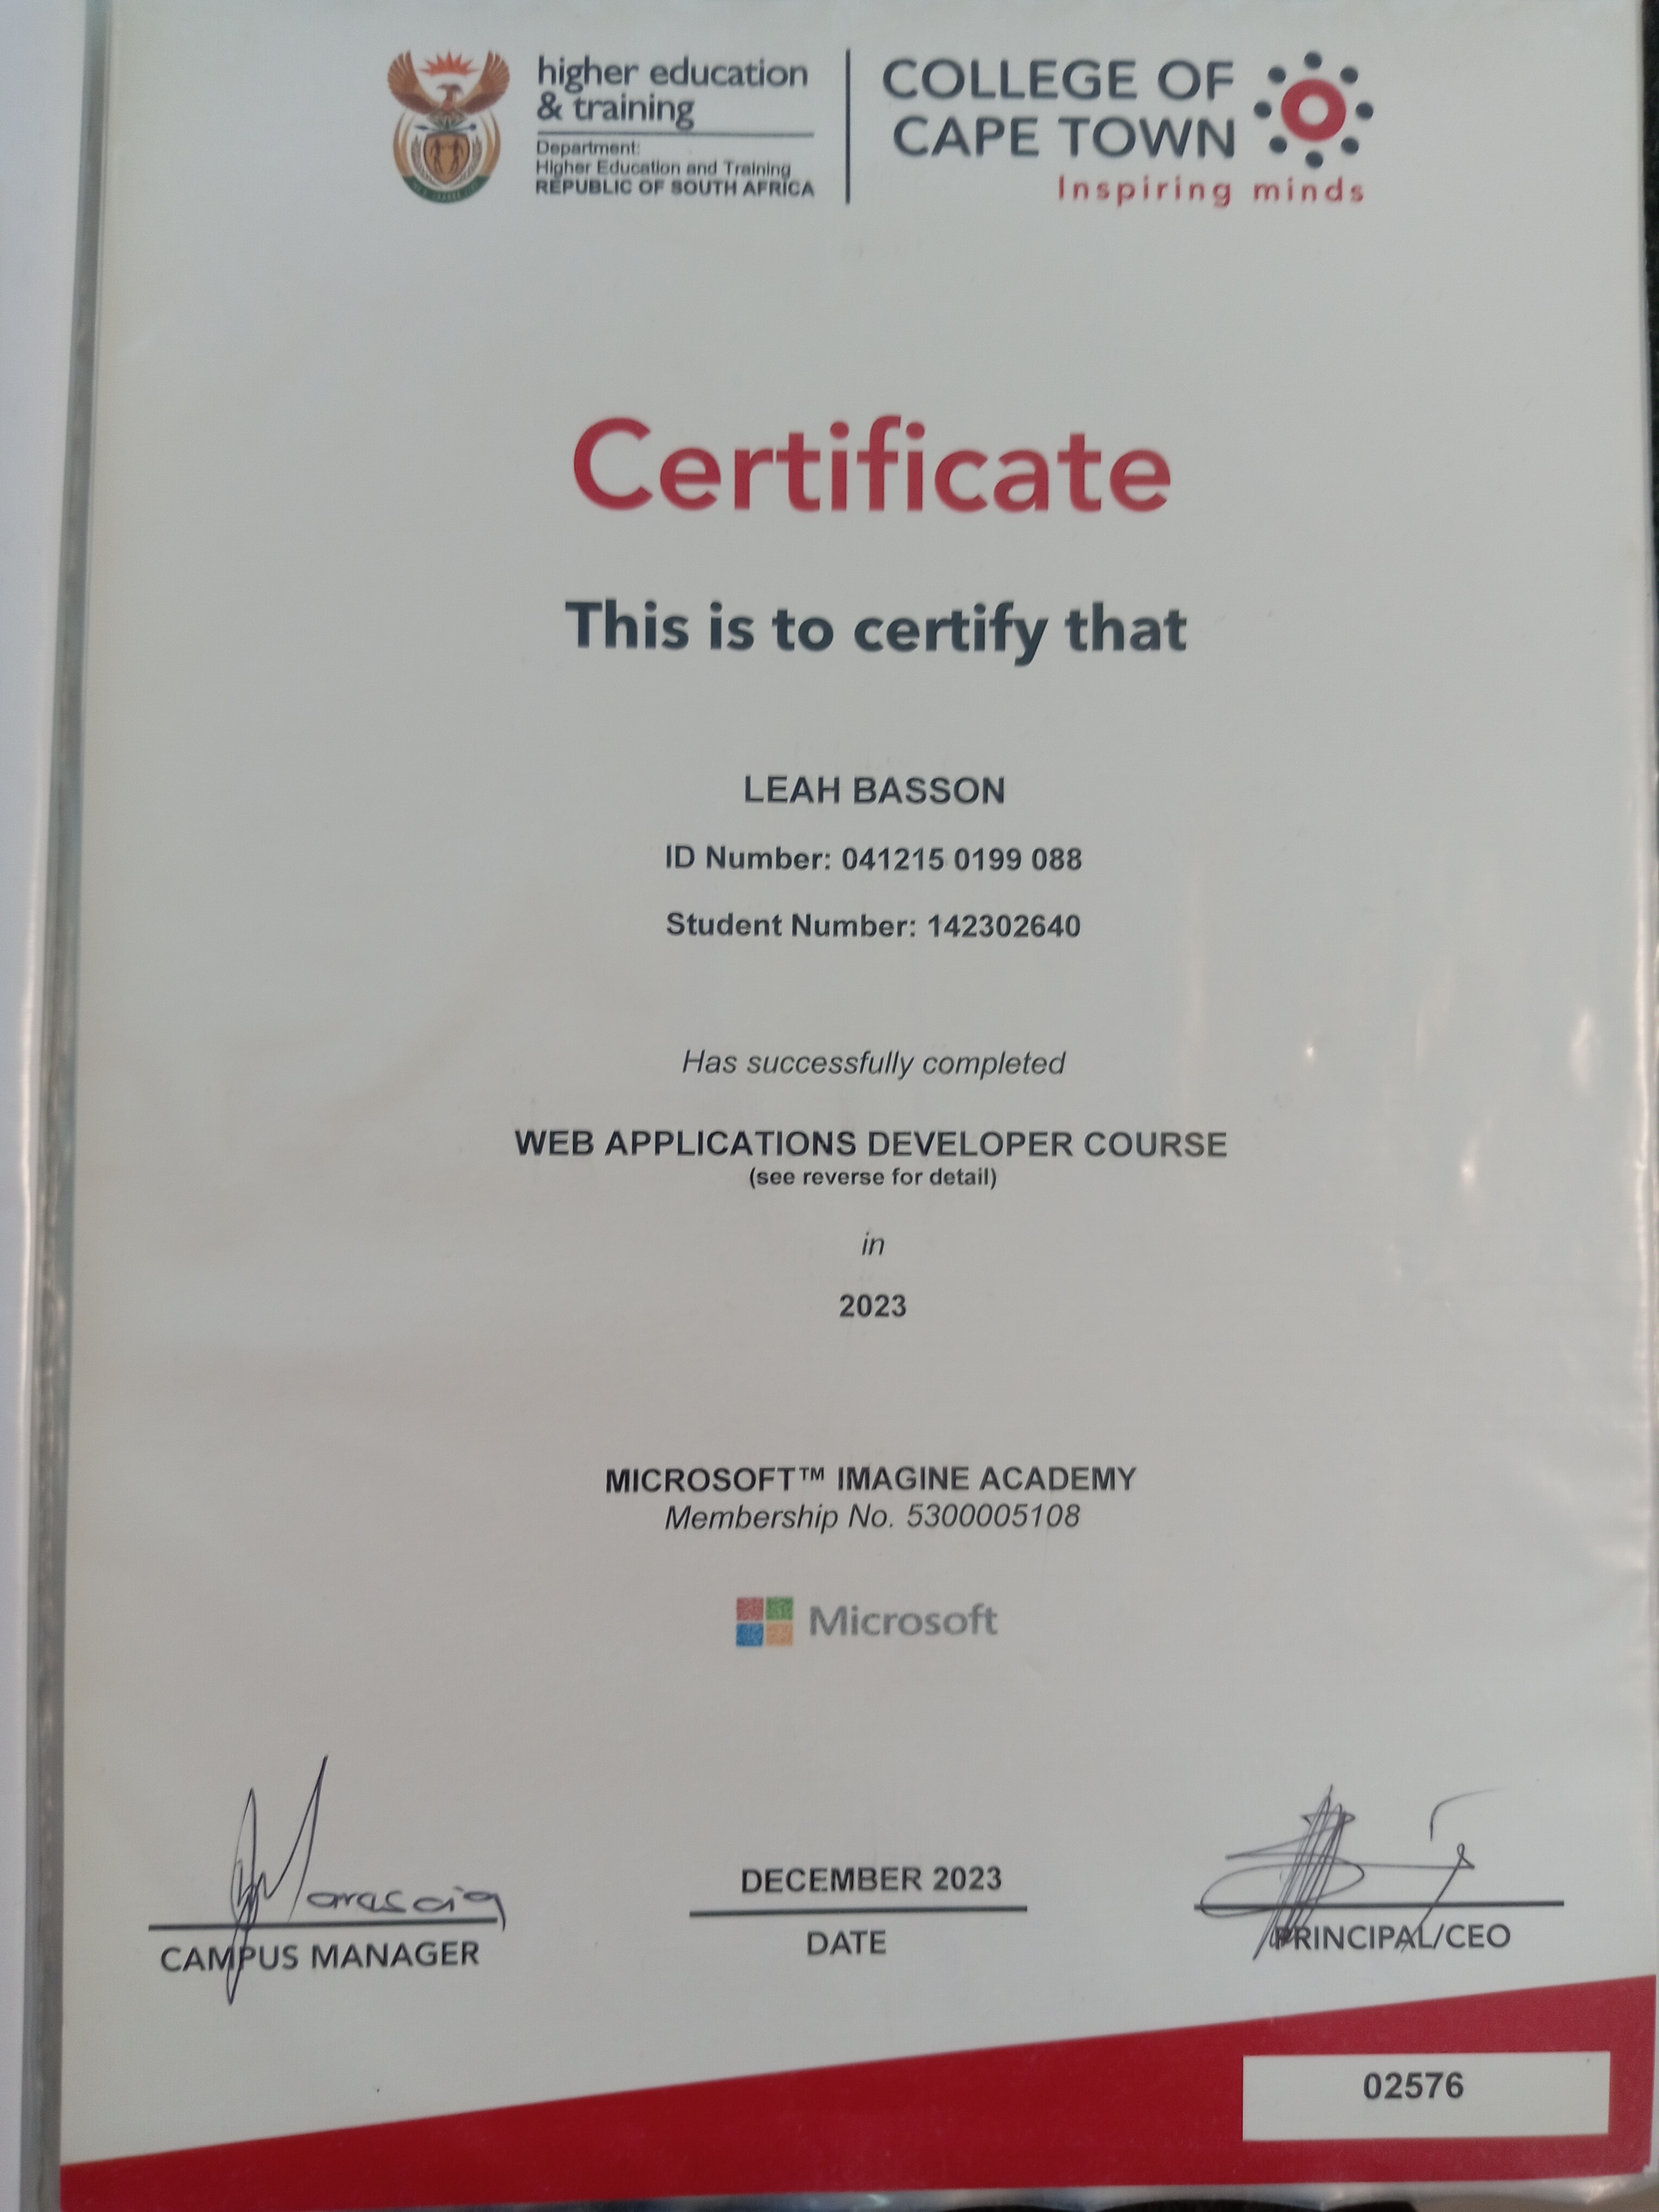 higher education
& training
Department:
Higher Education and Training
REPUBLIC OF SOUTH AFRICA
COLLEGE OF
CAPE TOWN
Inspiring minds
Certificate
This is to certify that
LEAH BASSON
ID Number: 041215 0199 088
Student Number: 142302640
Has successfully completed
WEB APPLICATIONS DEVELOPER COURSE
(see reverse for detail)
in
2023
MICROSOFT™ IMAGINE ACADEMY
Membership No. 5300005108
Microsoft
CAMPUS MANAGER
DECEMBER 2023
DATE
PRINCIPAL/CEO
02576